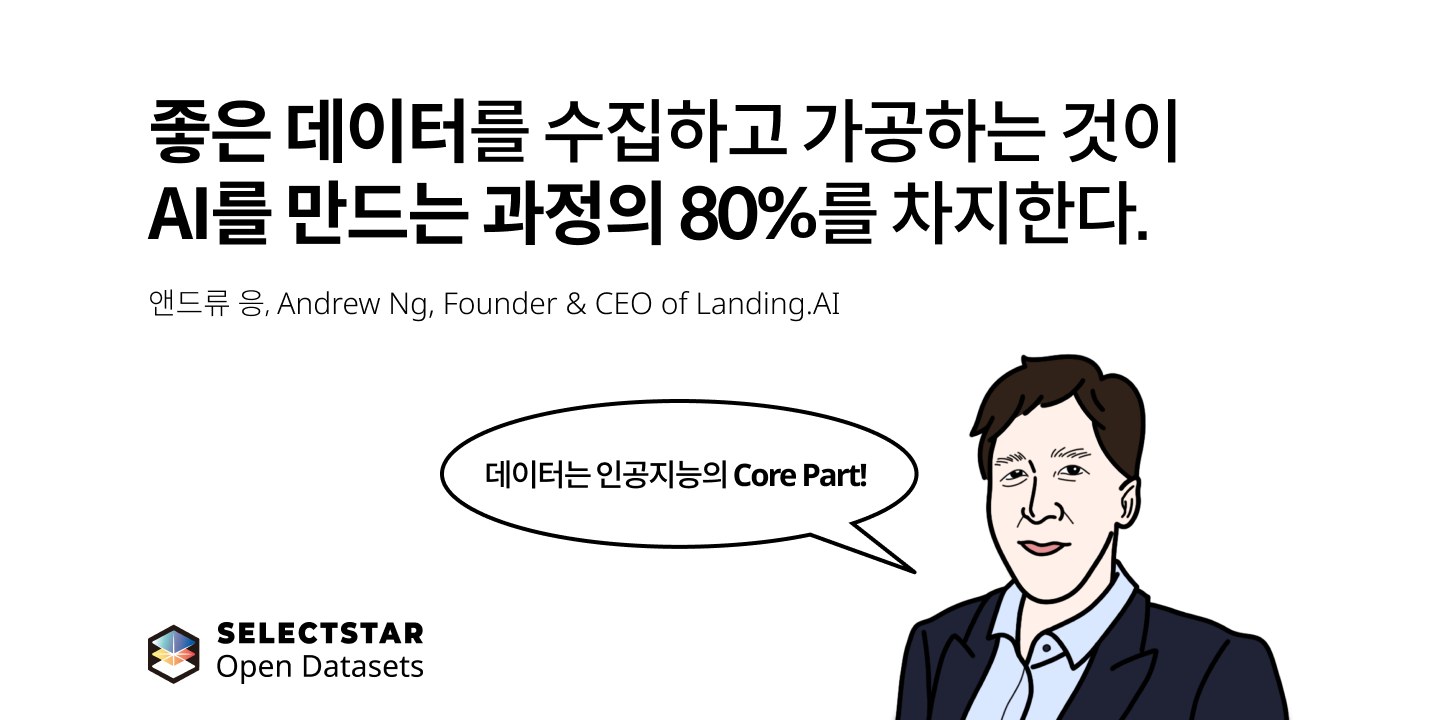 좋은 데이터를 수집하고 가공하는 것이
AI를 만드는 과정의 80%를 차지한다.
앤드류 응, Andrew Ng, Founder & CEO of Landing.AI
데이터는 인공지능의 Core Part!
SELECTSTAR
Open Datasets